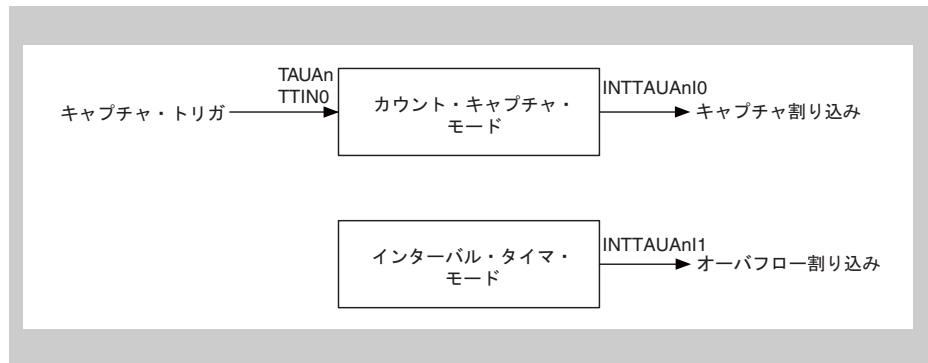 TAUAn
TTIN0
キャプチャ・トリガ
カウント・キャプチャ・
モード
INTTAUAnI0
キャプチャ割り込み
インターバル・タイマ・
モード
INTTAUAnI1
オーバフロー割り込み